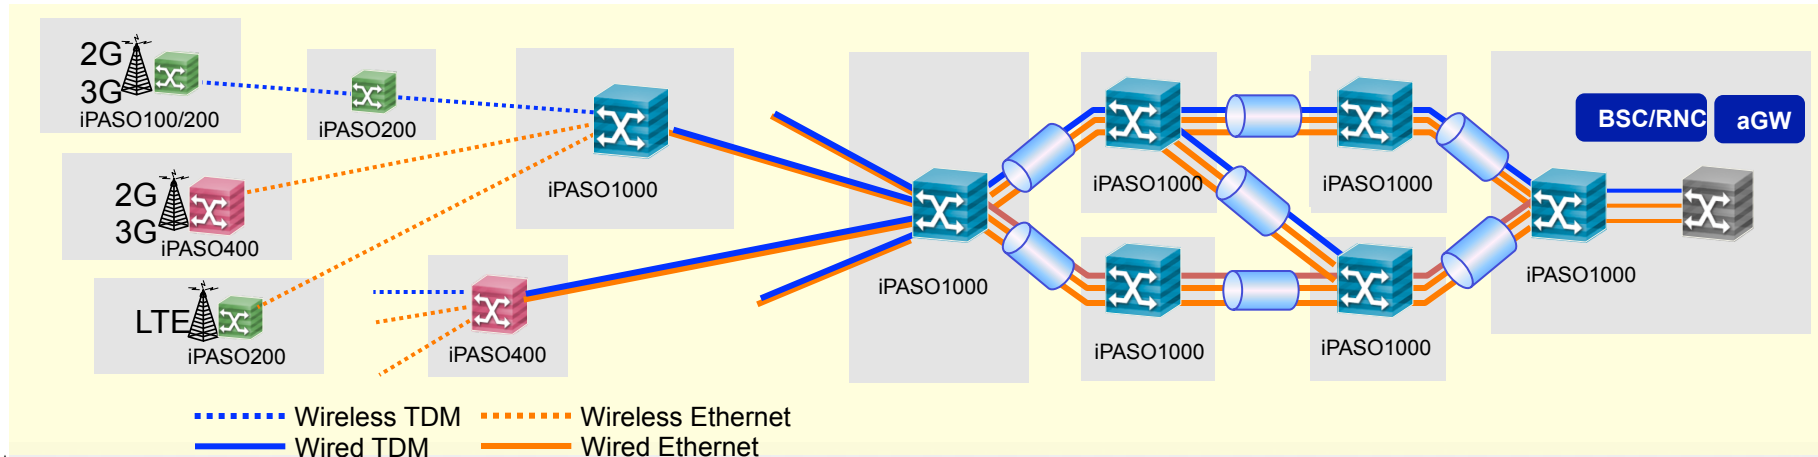 2G
3G
iPASO100/200
iPASO200
iPASO1000
2G
3G
iPASO400
LTE
iPASO200
iPASO400
iPASO1000
iPASO1000
iPASO1000
iPASO1000
iPASO1000
BSC/RNC
aGW
iPASO1000
Wireless TDM
Wireless Ethernet
Wired TDM
Wired Ethernet